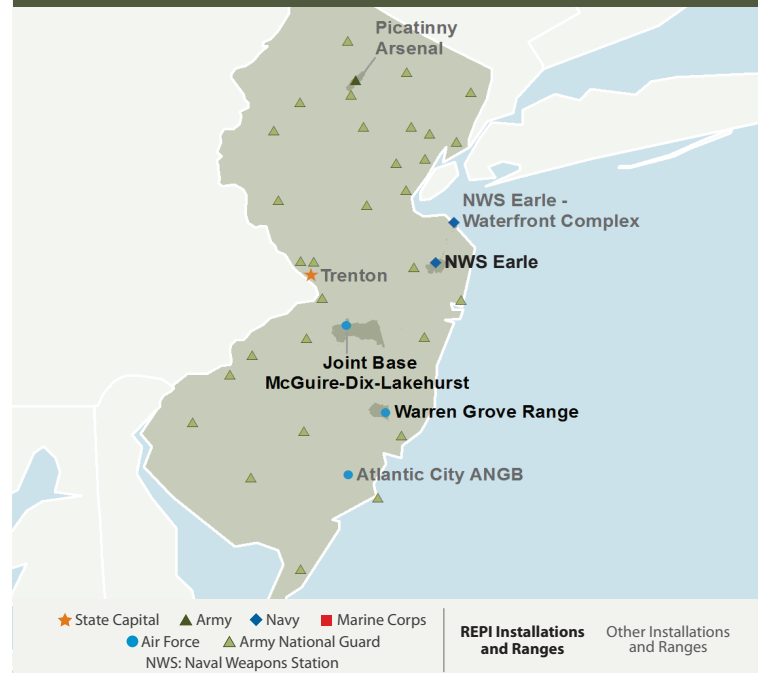 Picatinny
Arsenal
NWS Earle -
Waterfront Complex
NWS Earle
Trenton
Joint Base
McGuire-Dix-Lakehurst
Warren Grove Range
Atlantic City ANGB
State Capital Army Navy Marine Corps
Air Force Army National Guard
NWS: Naval Weapons Station
REPI Installations
and Ranges
Other Installations
and Ranges